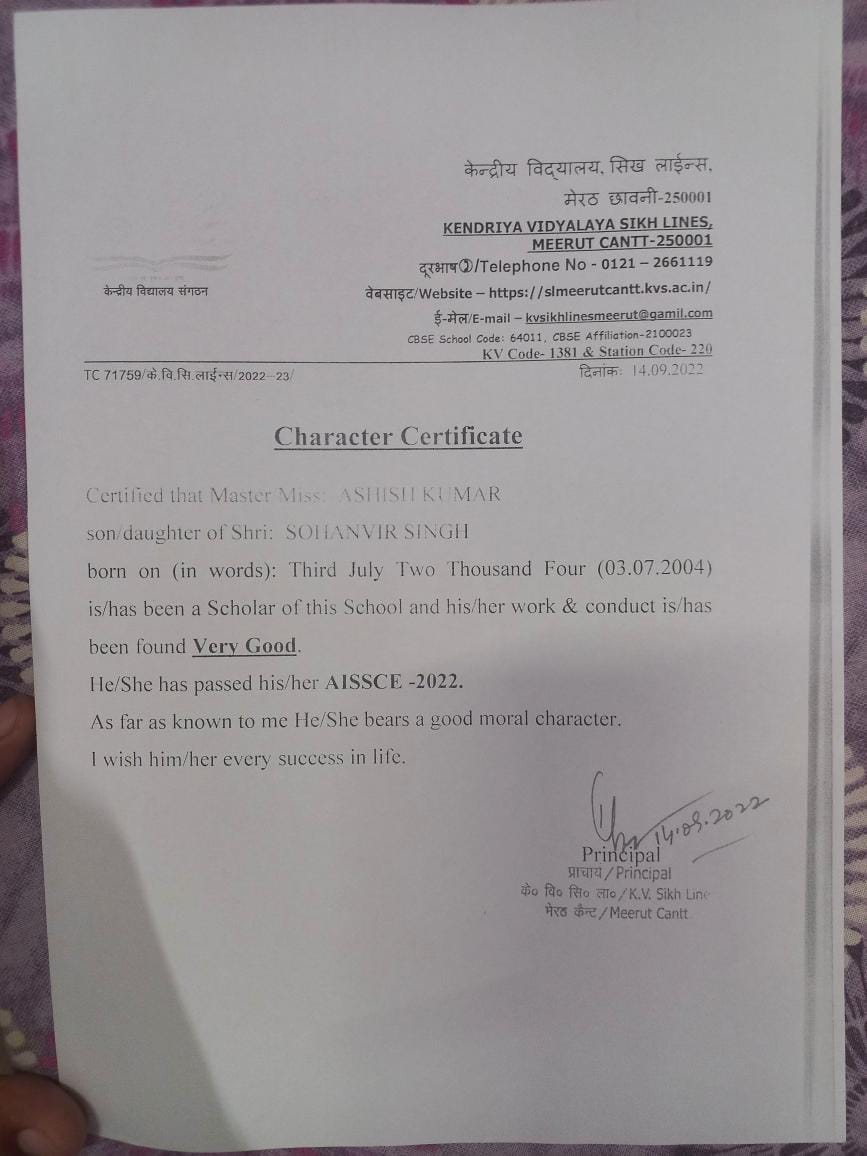 केन्द्रीय विद्यालय, सिख लाईन्स,
मेरठ छावनी-250001
KENDRIYA VIDYALAYA SIKH LINES,
MEERUT CANTT-250001
दूरभाष/Telephone No - 0121 – 2661119
केन्द्रीय विद्यालय संगठन
वेबसाइट/Website – https://slmeerutcantt.kvs.ac.in/
ई-मेल/E-mail – kvsikhlinesmeerut@gamil.com
CBSE School Code: 64011, CBSE Affiliation-2100023
KV Code- 1381 & Station Code- 220
TC 71759/के.वि.सि.लाईन्स/2022-23/
दिनांक: 14.09.2022
Character Certificate
Certified that Master Miss: ASHISH KUMAR
son/daughter of Shri: SOHANVIR SINGH
born on (in words): Third July Two Thousand Four (03.07.2004)
is/has been a Scholar of this School and his/her work & conduct is/has
been found Very Good.
He/She has passed his/her AISSCE -2022.
As far as known to me He/She bears a good moral character.
I wish him/her every success in life.
14.09.2022
Principal
प्राचार्य/Principal
के० वि० सि० ला०/K.V. Sikh Line
मेरठ कैन्ट/Meerut Cantt